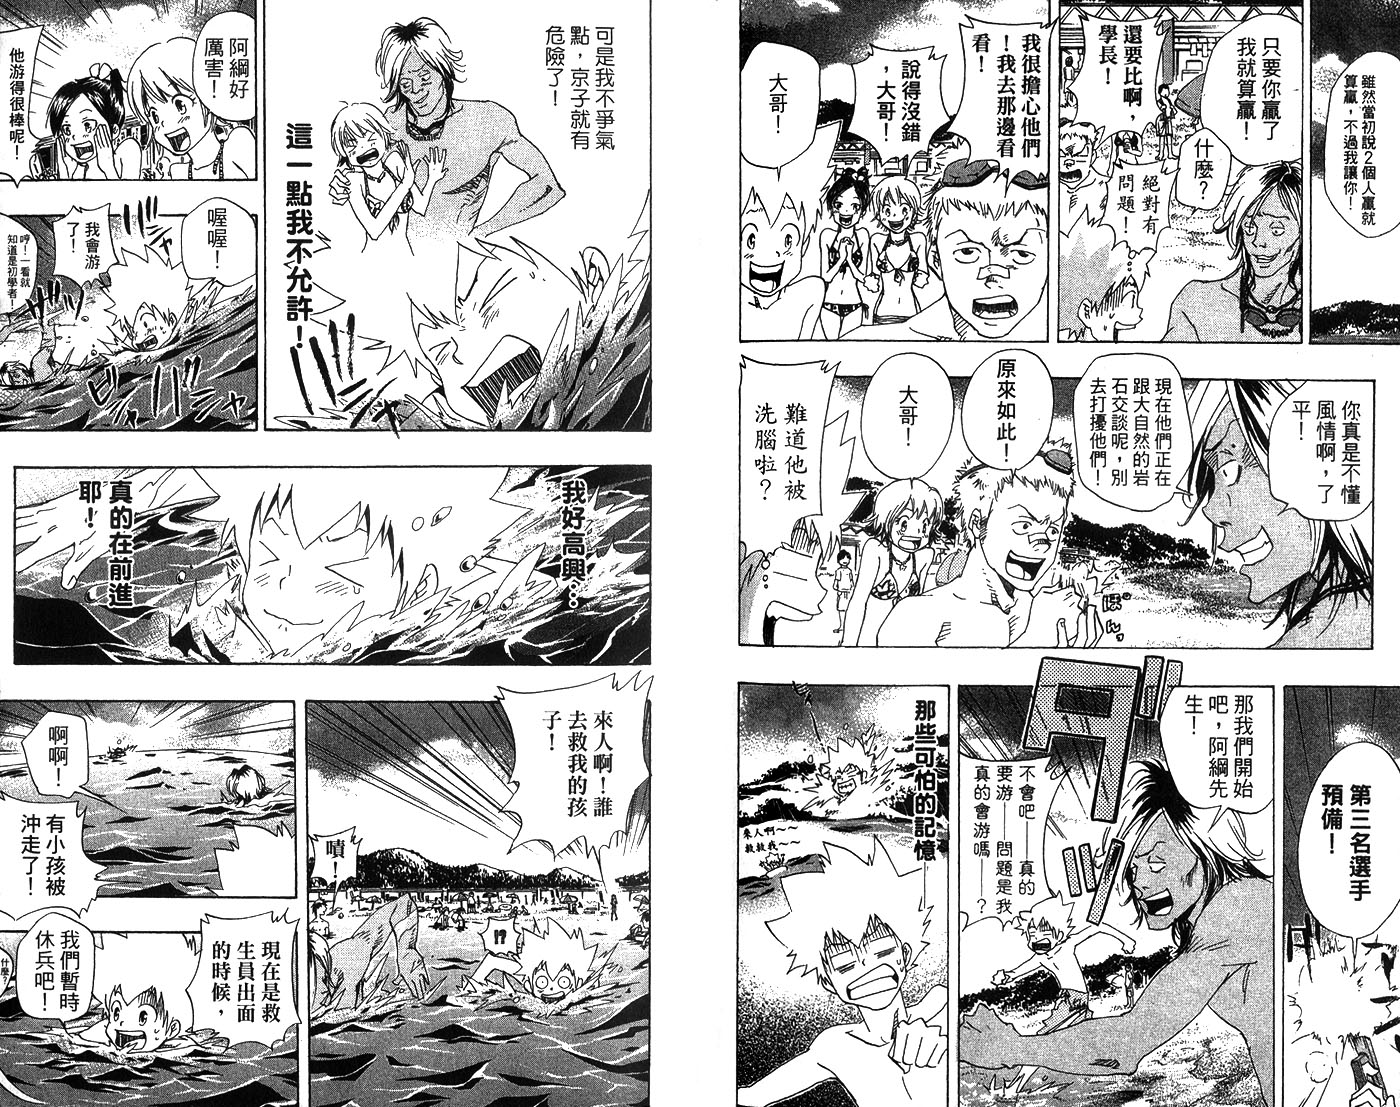 雖然當初說2個人贏就
算贏，不過我讓你！
只要你贏了
我就算贏！
什麼？
還要比啊，
學長！
絕對有
問題！
我很擔心他們
！我去那邊看
看！
說得沒錯
，大哥！
大哥！
你真是不懂
風情啊，了
平！
現在他們正在
跟大自然的岩
石交談呢，別
去打擾他們！
原來如此！
ぽん。
大哥！
難道他被
洗腦啦？
第三名選手
預備！
那我們開始
吧，阿綱先
生！
不會吧——真的
要游——問題是我
真的會游嗎——？
那些可怕的記憶
來人啊～～
救救我～～
可是我不爭氣
點，京子就有
危險了！
這一點我不允許！
阿綱好
厲害！
他游得很棒呢！
喔喔！
我會游
了！
哼！一看就
知道是初學者！
我好高興…
真的在前進
耶！
來人啊！誰
去救我的孩
子！
嘖！
!?
啊啊！
有小孩被
沖走了！
現在是救
生員出面
的時候，
我們暫時
休兵吧！
什麼？